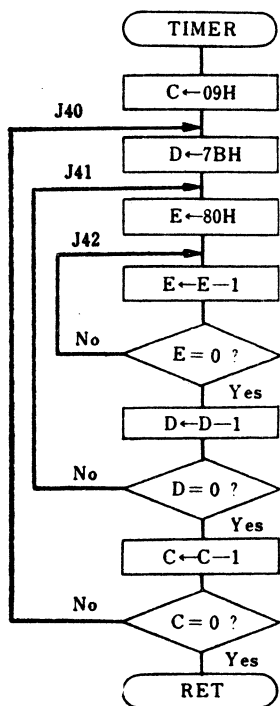 TIMER
C←09H
J40
D←7BH
J41
E←80H
J42
E←E—1
No
E=0 ?
Yes
D←D—1
No
D=0 ?
Yes
C←C—1
No
C=0 ?
Yes
RET